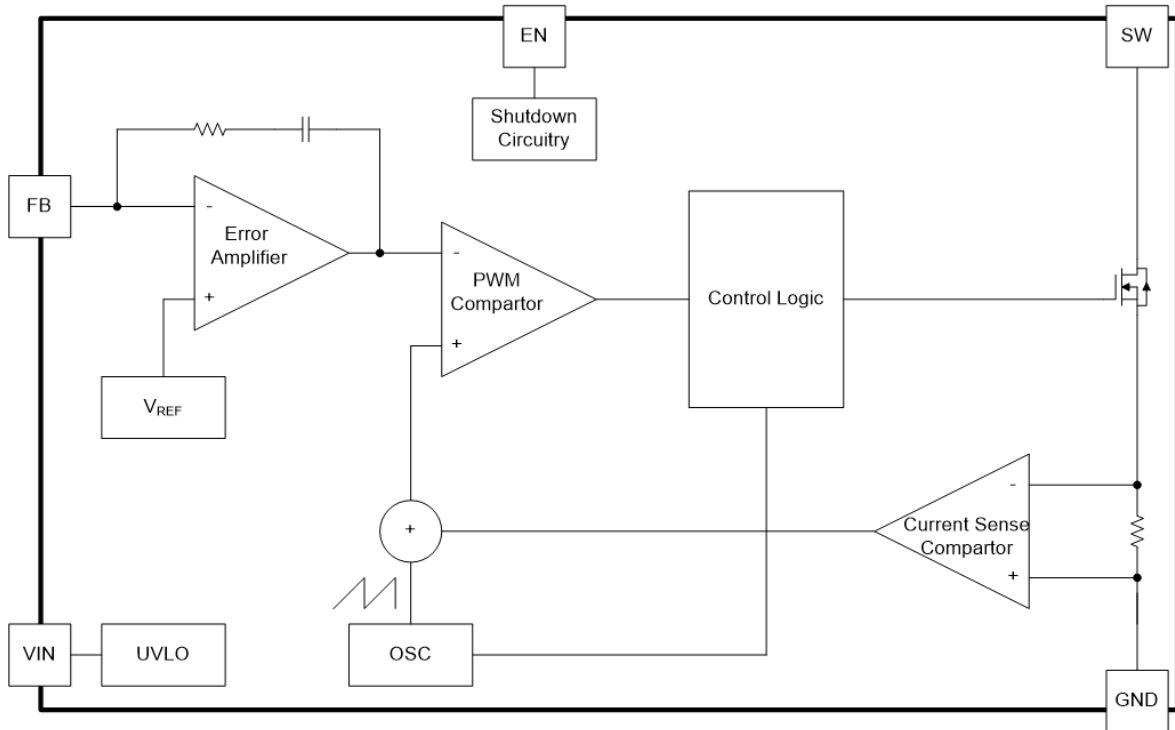 EN
SW
Shutdown
Circuitry
FB
-
Error
Amplifier
+
-
PWM
Compartor
+
Control Logic
VREF
-
Current Sense
Compartor
+
+
VIN
UVLO
OSC
GND